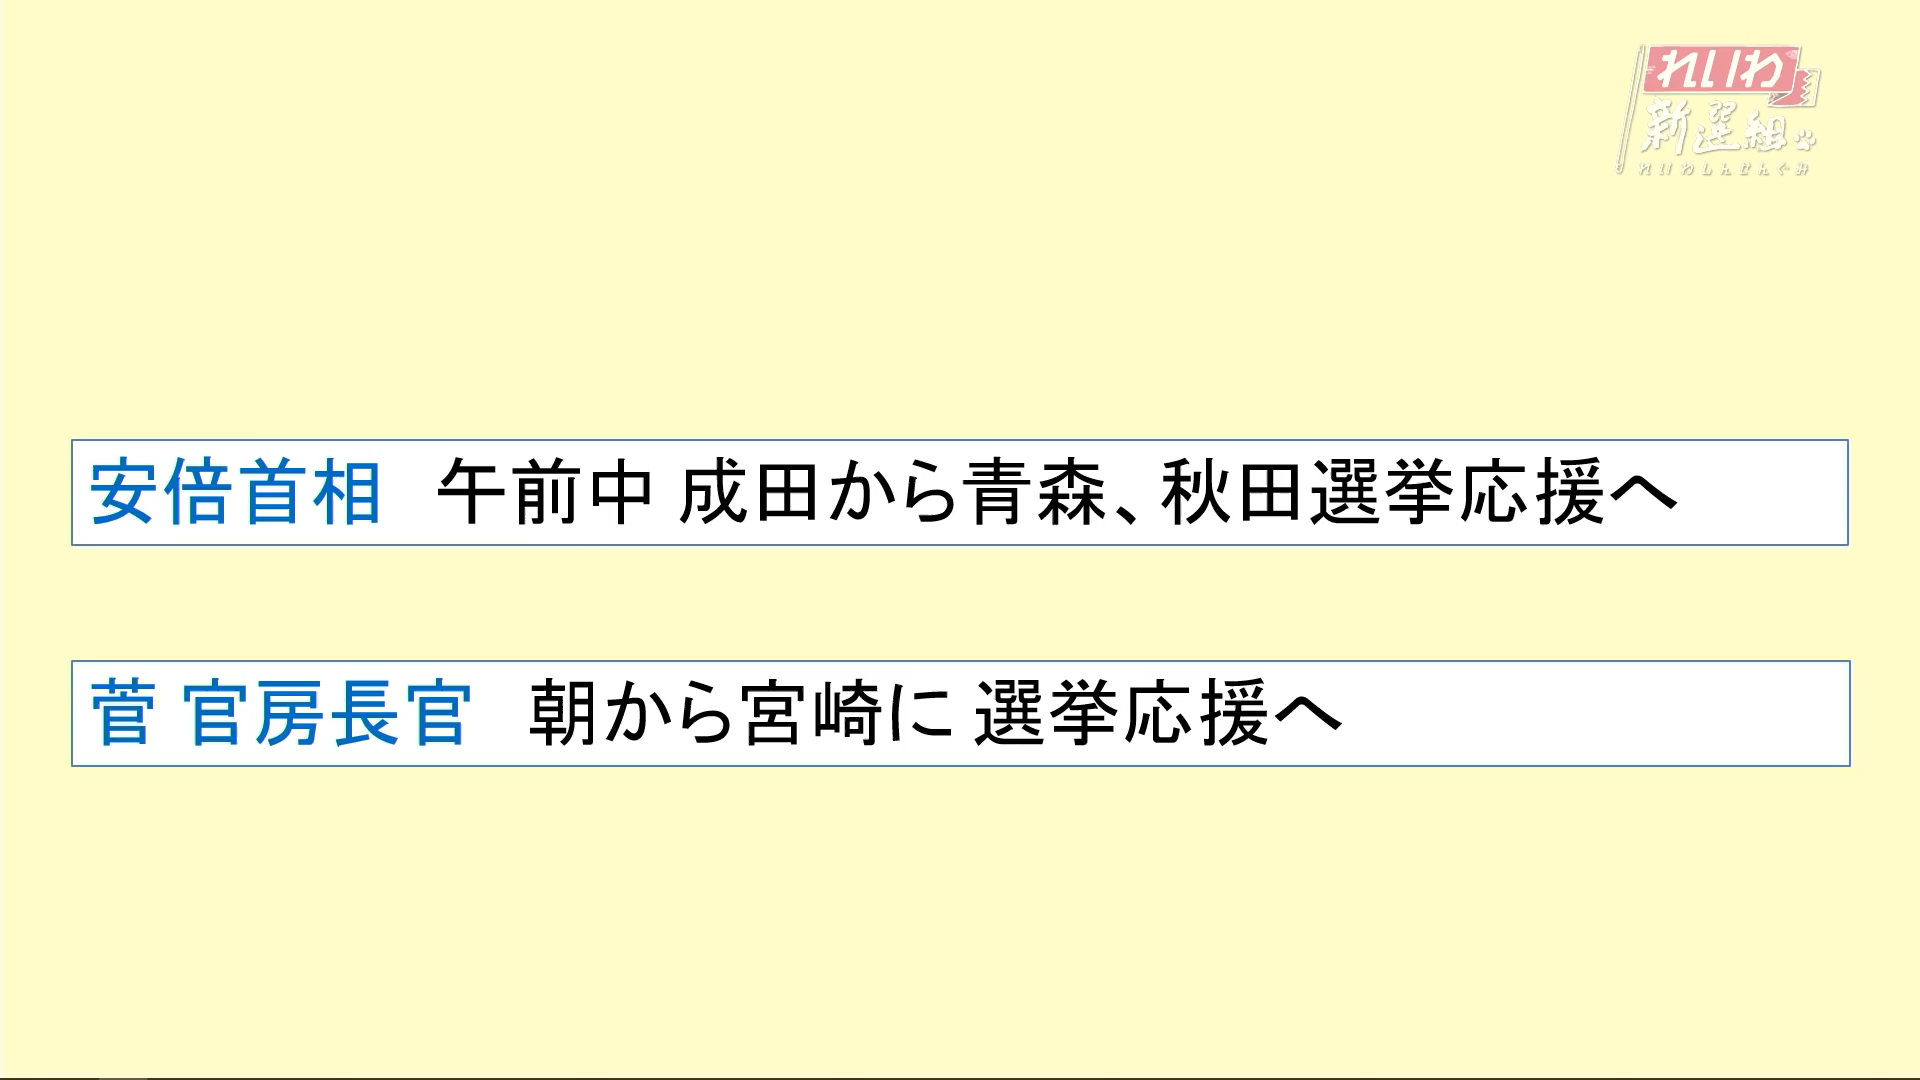 れいわ
新選組
れいわしんせんぐみ
安倍首相 午前中 成田から青森、秋田選挙応援へ
菅 官房長官 朝から宮崎に 選挙応援へ